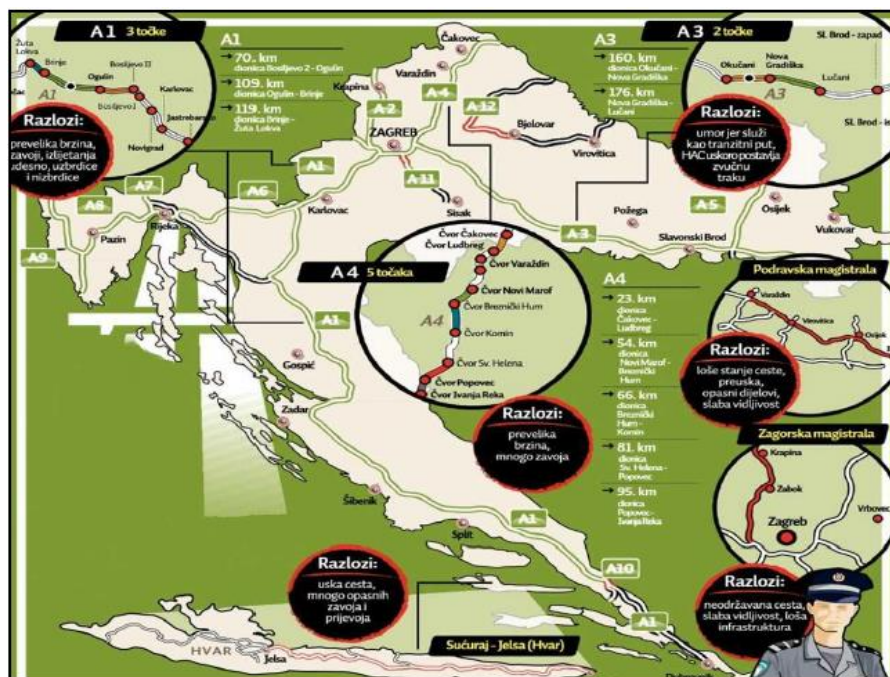 A1 3 točke
Žuta
Lokva
Brinje
Ogulin
Bosiljevo II
Bosiljevo I
Karlovac
Novigrad
A1
Razlozi:
prevelika brzina,
zavoji, izlijetanja
udesno, uzbrdice
i nizbrdice
A1
→ 70. km
dionica Bosiljevo 2 - Ogulin
→ 109. km
dionica Ogulin - Brinje
→ 119. km
dionica Brinje -
Žuta Lokva
A3
→ 160. km
dionica Okučani -
Nova Gradiška
→ 176. km
Nova Gradiška -
Lučani
A3 2 točke
Sl. Brod - zapad
Okučani
Nova
Gradiška
Lučani
A3
Razlozi:
umor jer služi
kao tranzitni put,
HAC uskoro postavlja
zvučnu
traku
Čakovec
Varaždin
Krapina
A2
A4
A12
ZAGREB
Bjelovar
Virovitica
A1
A11
A7
A6
A8
Rijeka
Karlovac
Sisak
Požega
A5
Osijek
Pazin
A3
Slavonski Brod
Vukovar
A9
A4 5 točaka
Čvor Čakovec
Čvor Ludbreg
Čvor Varaždin
Čvor Novi Marof
Čvor Breznički Hum
A4
Čvor Komin
Čvor Sv. Helena
Čvor Popovec
Čvor Ivanja Reka
Razlozi:
prevelika
brzina,
mnogo zavoja
A4
→ 23. km
dionica
Čakovec -
Ludbreg
→ 54. km
dionica
Novi Marof -
Breznički
Hum
→ 66. km
dionica
Breznički
Hum -
Komin
→ 81. km
dionica
Sv. Helena -
Popovec
→ 95. km
dionica
Popovec -
Ivanja Reka
Podravska magistrala
Varaždin
Virovitica
Osijek
Razlozi:
loše stanje ceste,
preuska,
opasni dijelovi,
slaba vidljivost
Zagorska magistrala
Krapina
Zabok
Vrbovec
Zagreb
Razlozi:
neodržavana cesta,
slaba vidljivost, loša
infrastruktura
A1
Gospić
Zadar
Šibenik
Split
A1
A10
A1
Razlozi:
uska cesta,
mnogo opasnih
zavoja i
prijevoja
HVAR
Jelsa
Sućuraj - Jelsa (Hvar)